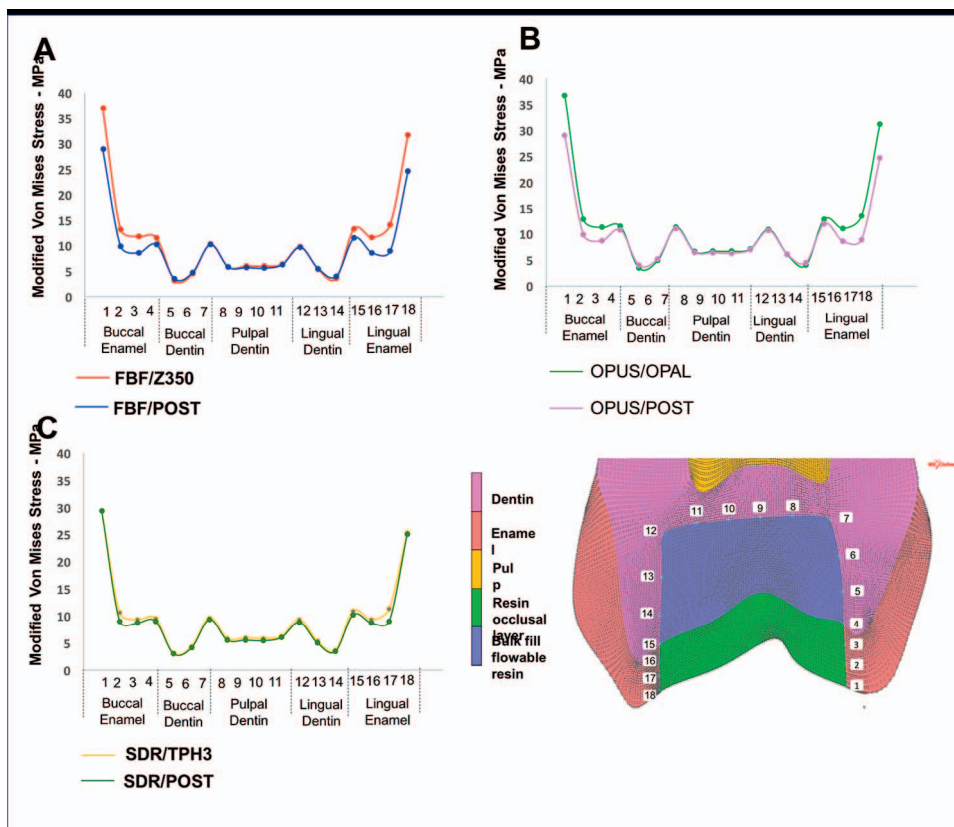 A
Modified Von Mises Stress - MPa
40
35
30
25
20
15
10
5
0
1 2 3 4 5 6 7 8 9 10 11 12 13 14 15 16 17 18
Buccal Enamel
Buccal Dentin
Pulpal Dentin
Lingual Dentin
Lingual Enamel
FBF/Z350
FBF/POST
B
Modified Von Mises Stress - MPa
40
35
30
25
20
15
10
5
0
1 2 3 4 5 6 7 8 9 10 11 12 13 14 15 16 17 18
Buccal Enamel
Buccal Dentin
Pulpal Dentin
Lingual Dentin
Lingual Enamel
OPUS/OPAL
OPUS/POST
C
Modified Von Mises Stress - MPa
40
35
30
25
20
15
10
5
0
1 2 3 4 5 6 7 8 9 10 11 12 13 14 15 16 17 18
Buccal Enamel
Buccal Dentin
Pulpal Dentin
Lingual Dentin
Lingual Enamel
SDR/TPH3
SDR/POST
Dentin
Ename
l
Pul
p
Resin
occlusal
layer
Bulk fill
flowable
resin
11 10 9 8
12 7
6
13
5
14
4
15 3
16 2
17
18 1